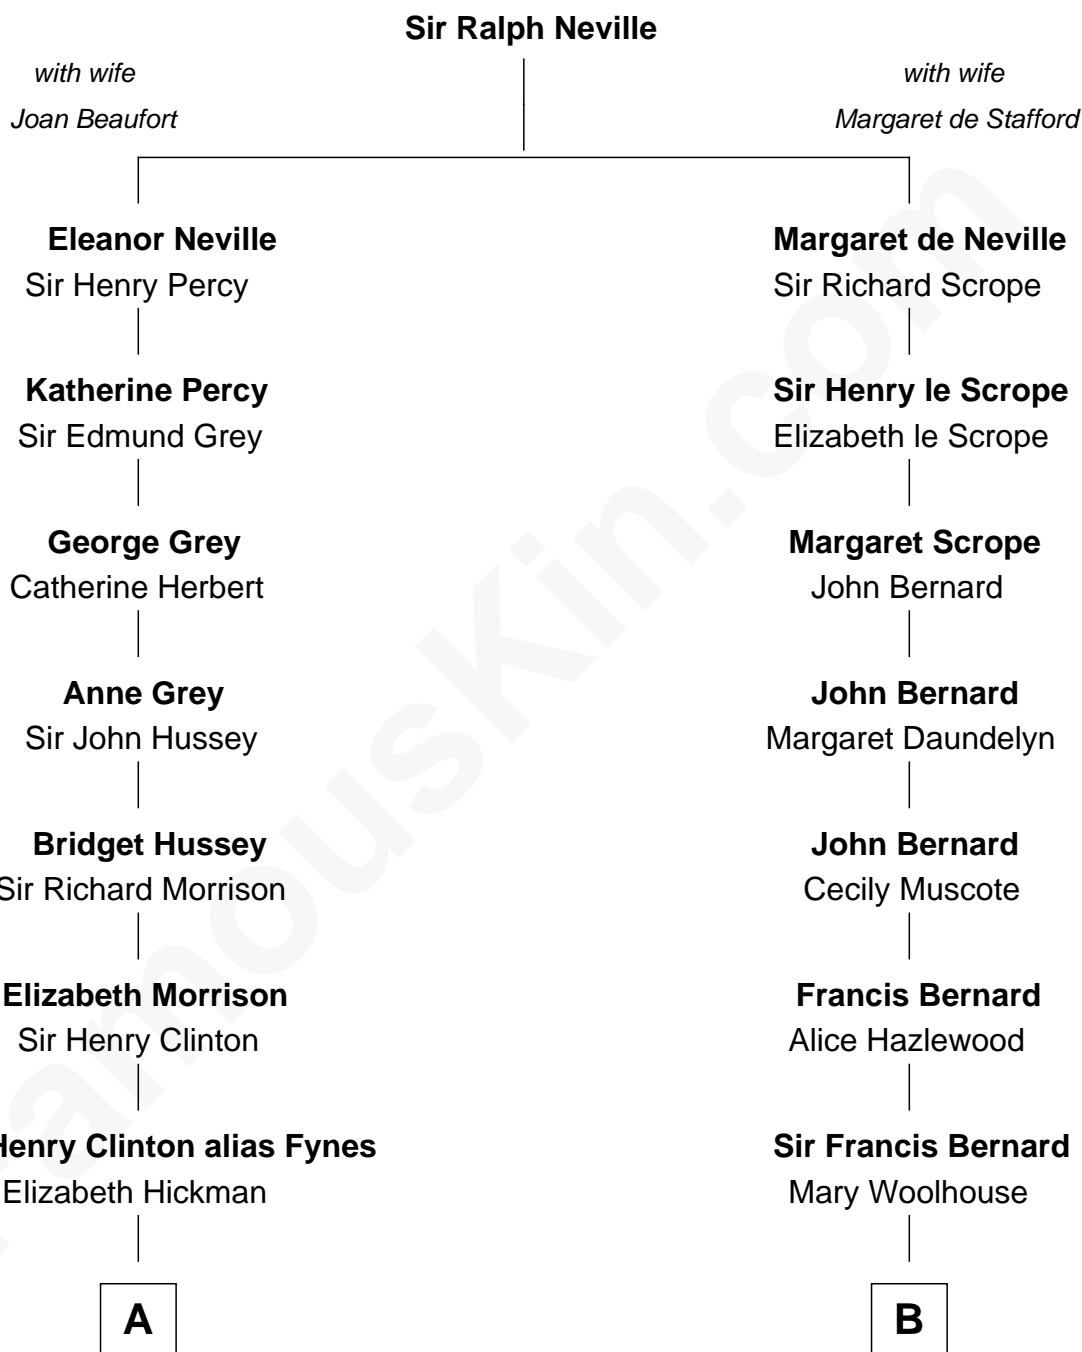 Sir Ralph Neville
with wife
Joan Beaufort
with wife
Margaret de Stafford
Eleanor Neville
Sir Henry Percy
Margaret de Neville
Sir Richard Scrope
Katherine Percy
Sir Edmund Grey
Sir Henry le Scrope
Elizabeth le Scrope
George Grey
Catherine Herbert
Margaret Scrope
John Bernard
Anne Grey
Sir John Hussey
John Bernard
Margaret Daundelyn
Bridget Hussey
Sir Richard Morrison
John Bernard
Cecily Muscote
Elizabeth Morrison
Sir Henry Clinton
Francis Bernard
Alice Hazlewood
Henry Clinton alias Fynes
Elizabeth Hickman
Sir Francis Bernard
Mary Woolhouse
A
B
FamousKin.com